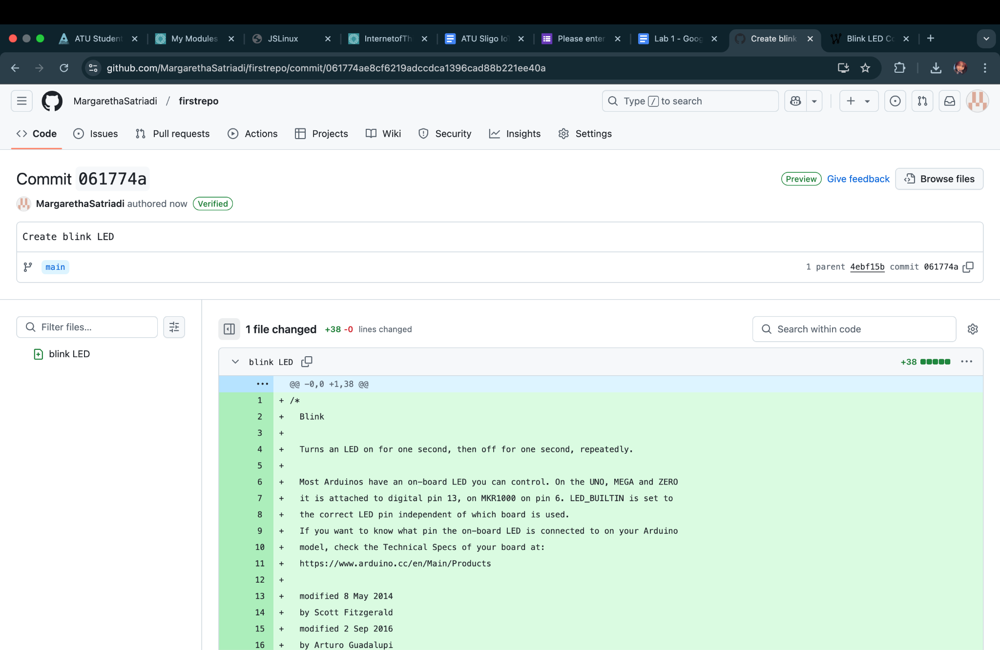 ATU Student
My Modules
JSLinux
InternetofTh
ATU Sligo IoT
Please enter
Lab 1 - Goog
Create blink
Blink LED Co
github.com/MargarethaSatriadi/firstrepo/commit/061774ae8cf6219adccdca1396cad88b221ee40a
MargarethaSatriadi / firstrepo
Type / to search
Code
Issues
Pull requests
Actions
Projects
Wiki
Security
Insights
Settings
Commit 061774a
Preview Give feedback Browse files
MargarethaSatriadi authored now Verified
Create blink LED
main
1 parent 4ebf15b commit 061774a
Filter files...
blink LED
1 file changed +38 -0 lines changed
Search within code
blink LED
+38
@@ -0,0 +1,38 @@
1 + /*
2 + Blink
3 +
4 + Turns an LED on for one second, then off for one second, repeatedly.
5 +
6 + Most Arduinos have an on-board LED you can control. On the UNO, MEGA and ZERO
7 + it is attached to digital pin 13, on MKR1000 on pin 6. LED_BUILTIN is set to
8 + the correct LED pin independent of which board is used.
9 + If you want to know what pin the on-board LED is connected to on your Arduino
10 + model, check the Technical Specs of your board at:
11 + https://www.arduino.cc/en/Main/Products
12 +
13 + modified 8 May 2014
14 + by Scott Fitzgerald
15 + modified 2 Sep 2016
16 + by Arturo Guadalupi